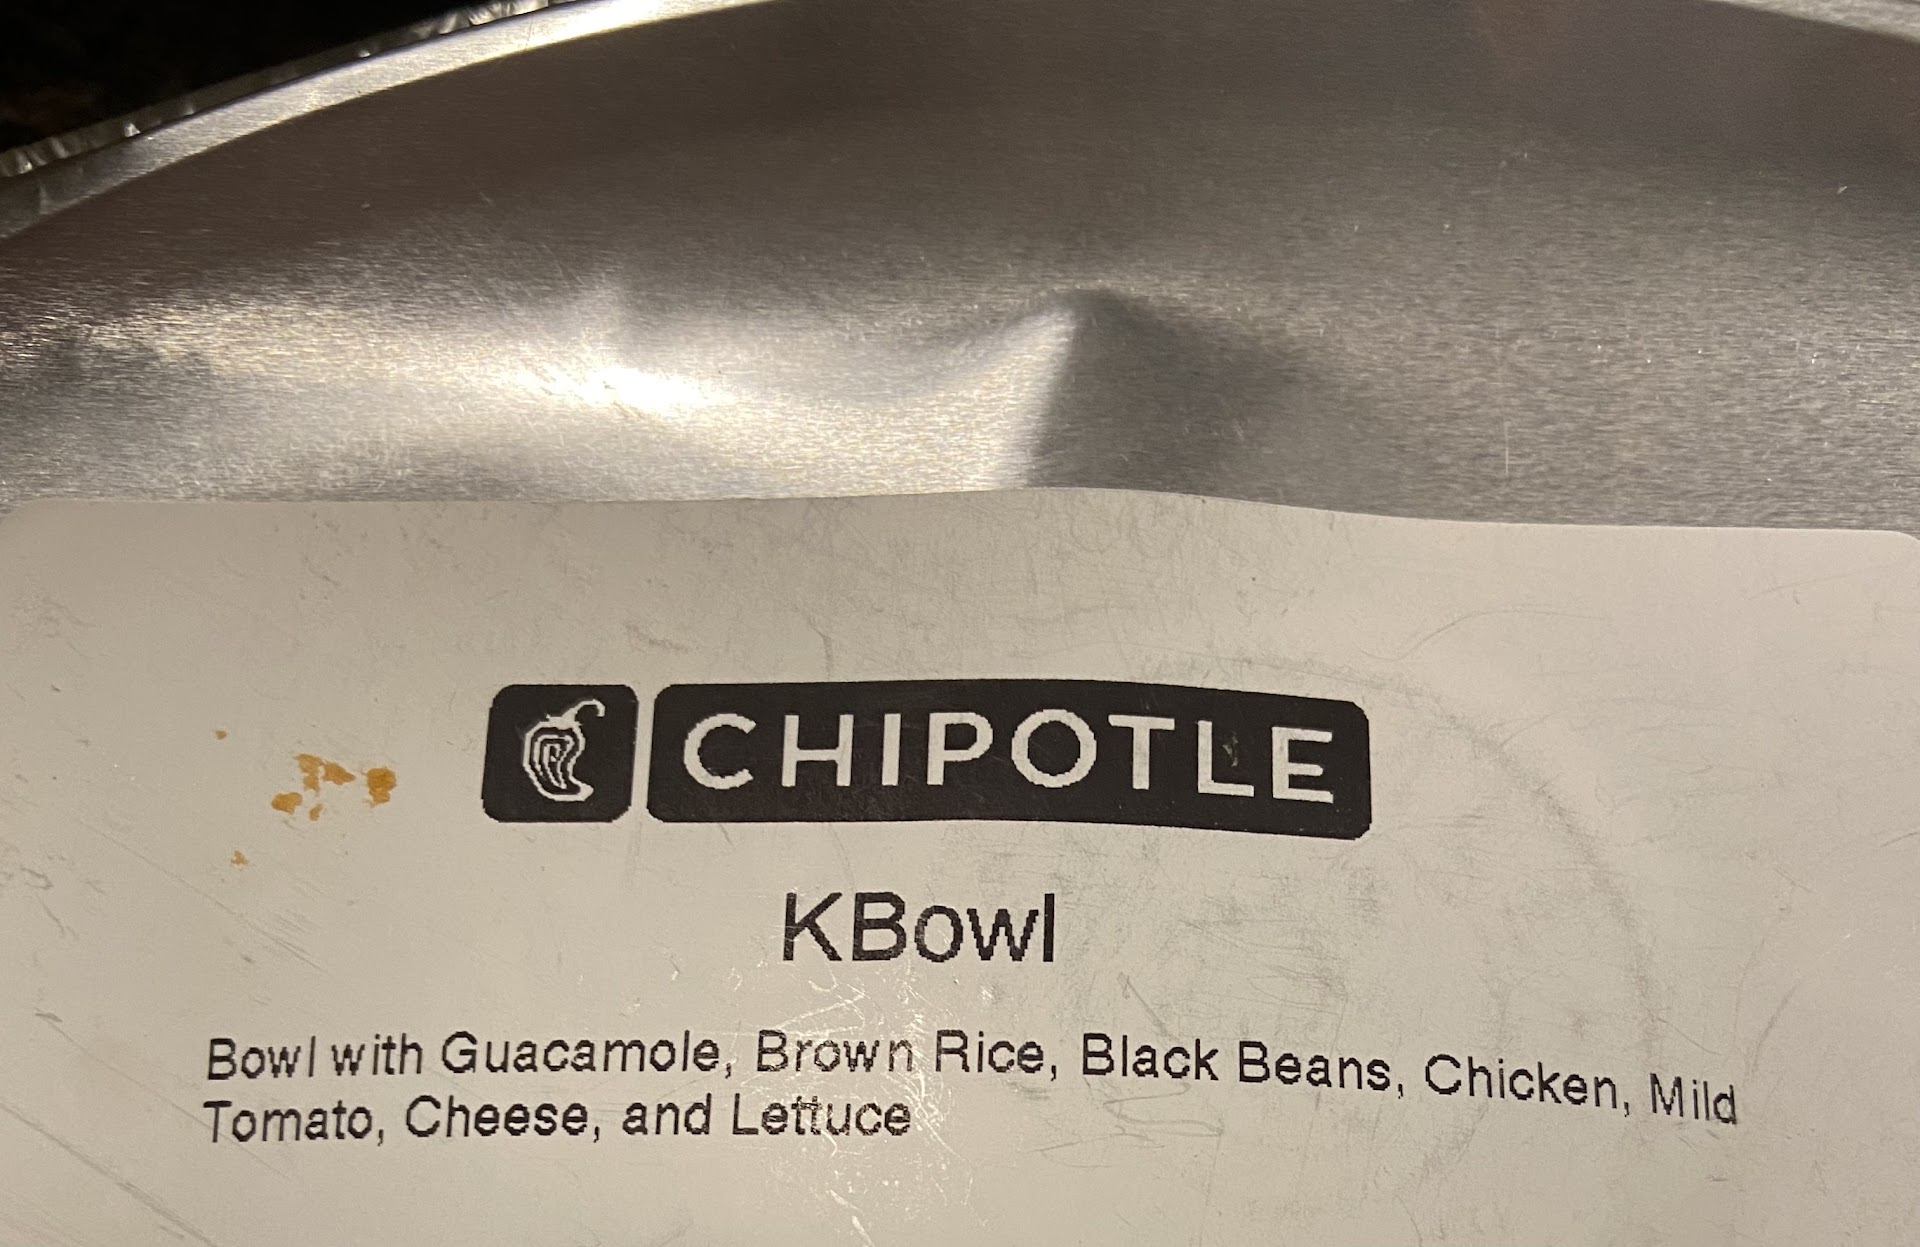 CHIPOTLE
KBowl
Bowl with Guacamole, Brown Rice, Black Beans, Chicken, Mild
Tomato, Cheese, and Lettuce